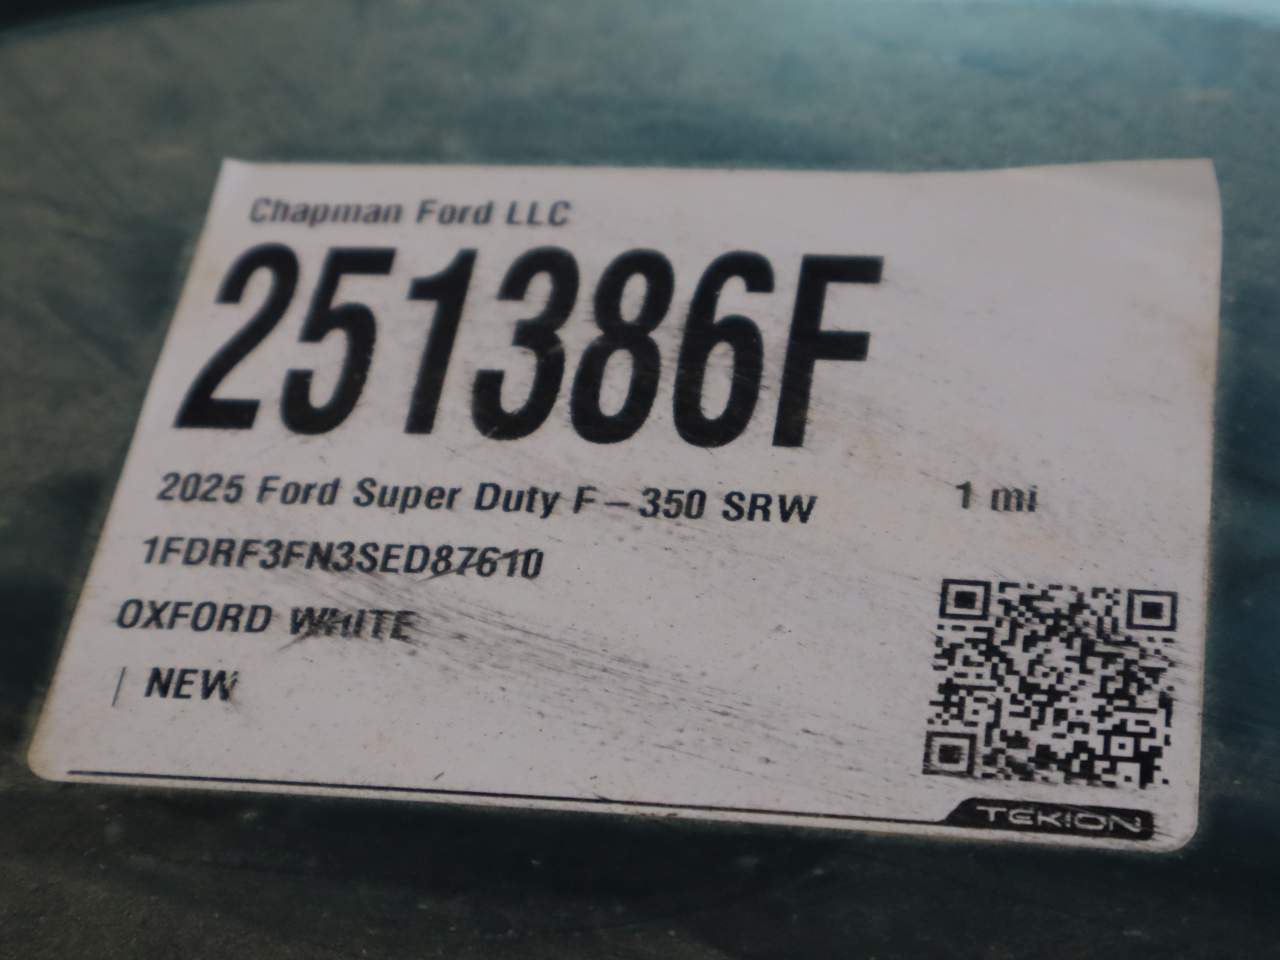 Chapman Ford LLC
251386F
2025 Ford Super Duty F-350 SRW 1 mi
1FDRF3FN3SED87610
OXFORD WHITE
| NEW
TEKION